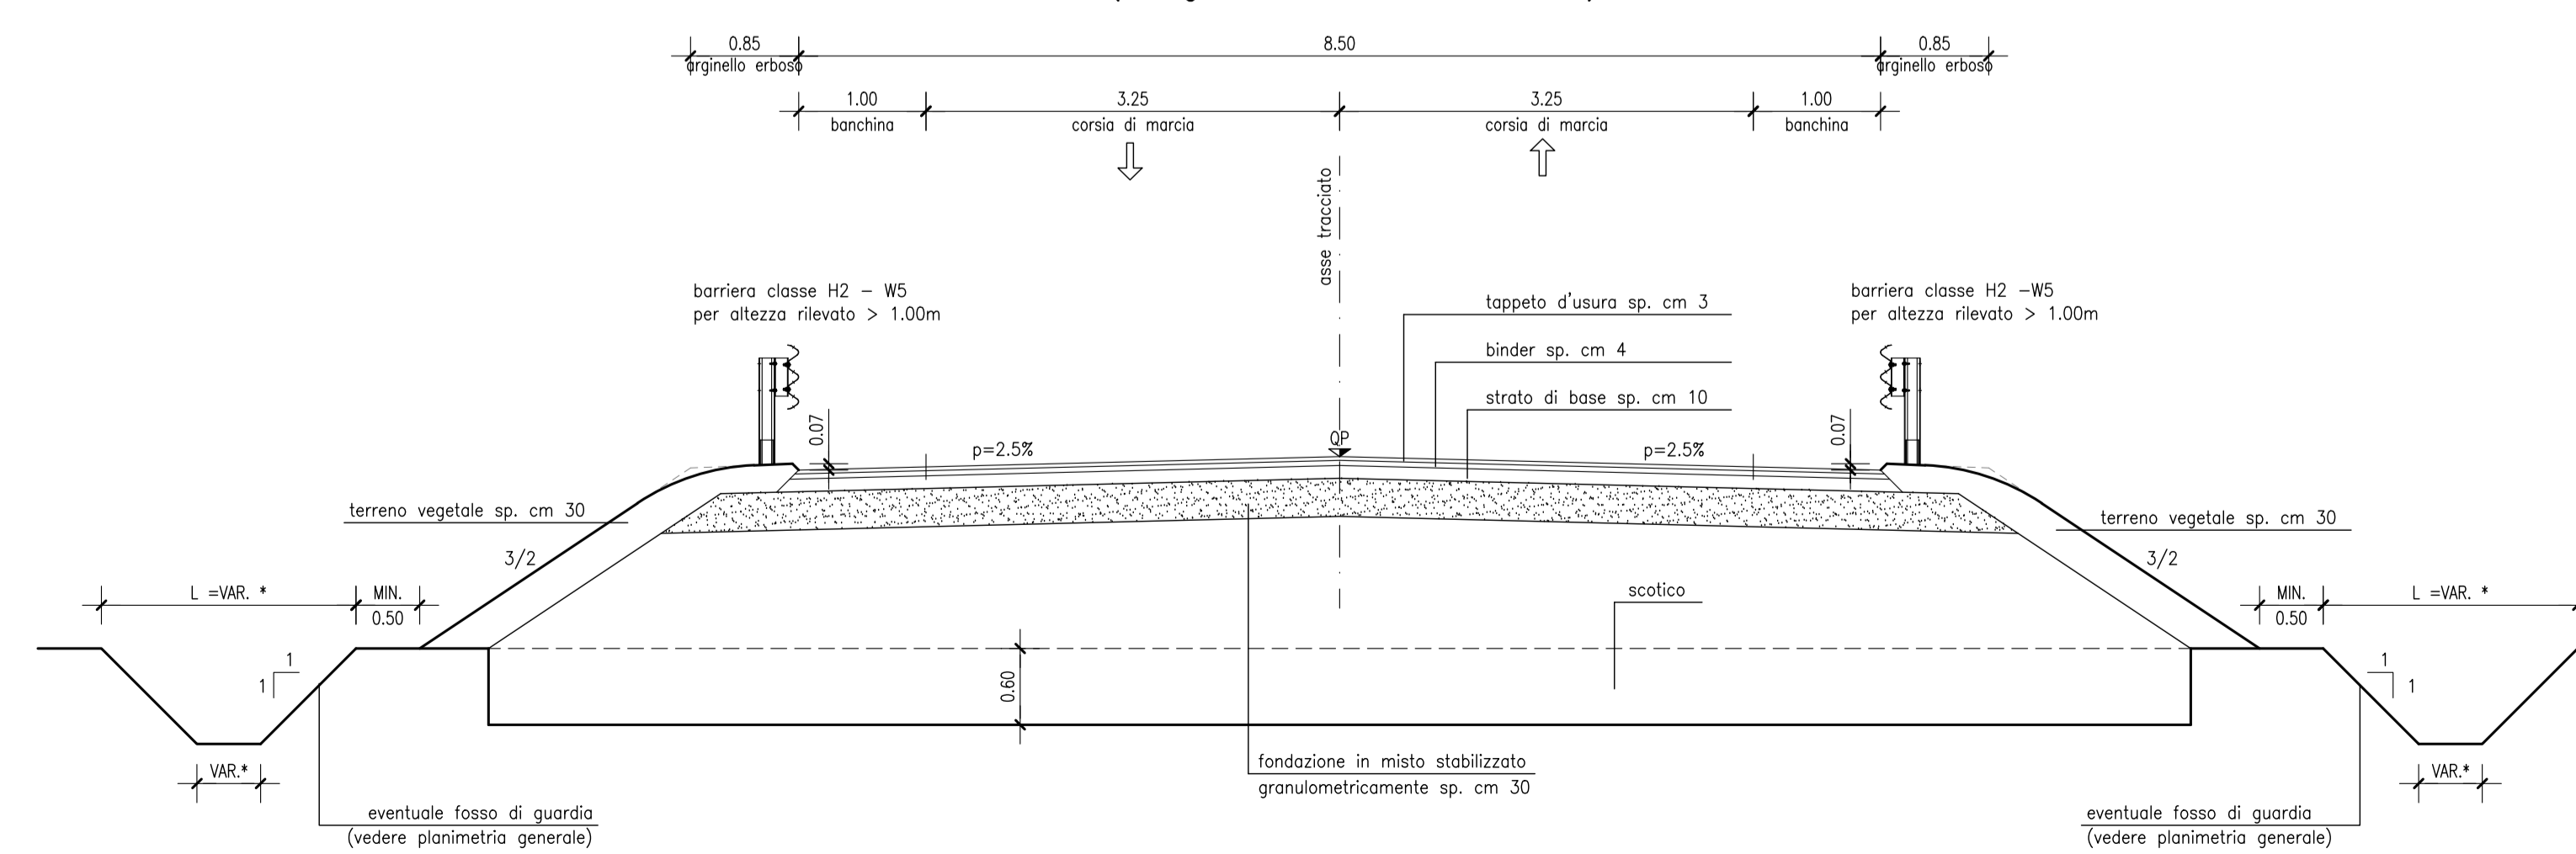 0.85 8.50 0.85
arginello erboso arginello erboso
1.00 3.25 3.25 1.00
banchina corsia di marcia corsia di marcia banchina
asse tracciato
barriera classe H2 – W5
per altezza rilevato > 1.00m
barriera classe H2 –W5
per altezza rilevato > 1.00m
tappeto d'usura sp. cm 3
binder sp. cm 4
strato di base sp. cm 10
0.07 p=2.5% QP p=2.5% 0.07
terreno vegetale sp. cm 30
terreno vegetale sp. cm 30
3/2 3/2
L =VAR. * MIN.
0.50
scotico
MIN. L =VAR. *
0.50
1
1
0.60
1
1
VAR.*
fondazione in misto stabilizzato
granulometricamente sp. cm 30
VAR.*
eventuale fosso di guardia
(vedere planimetria generale)
eventuale fosso di guardia
(vedere planimetria generale)